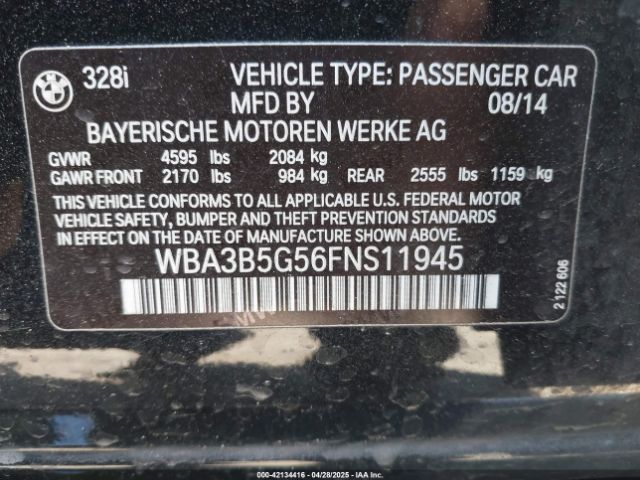 BMW
328i VEHICLE TYPE: PASSENGER CAR
MFD BY 08/14
BAYERISCHE MOTOREN WERKE AG
GVWR 4595 lbs 2084 kg
GAWR FRONT 2170 lbs 984 kg REAR 2555 lbs 1159 kg
THIS VEHICLE CONFORMS TO ALL APPLICABLE U.S. FEDERAL MOTOR
VEHICLE SAFETY, BUMPER AND THEFT PREVENTION STANDARDS
IN EFFECT ON THE DATE OF MANUFACTURE SHOWN ABOVE.
WBA3B5G56FNS11945
2 122 606
000-42134416 - 04/28/2025 - IAA Inc.